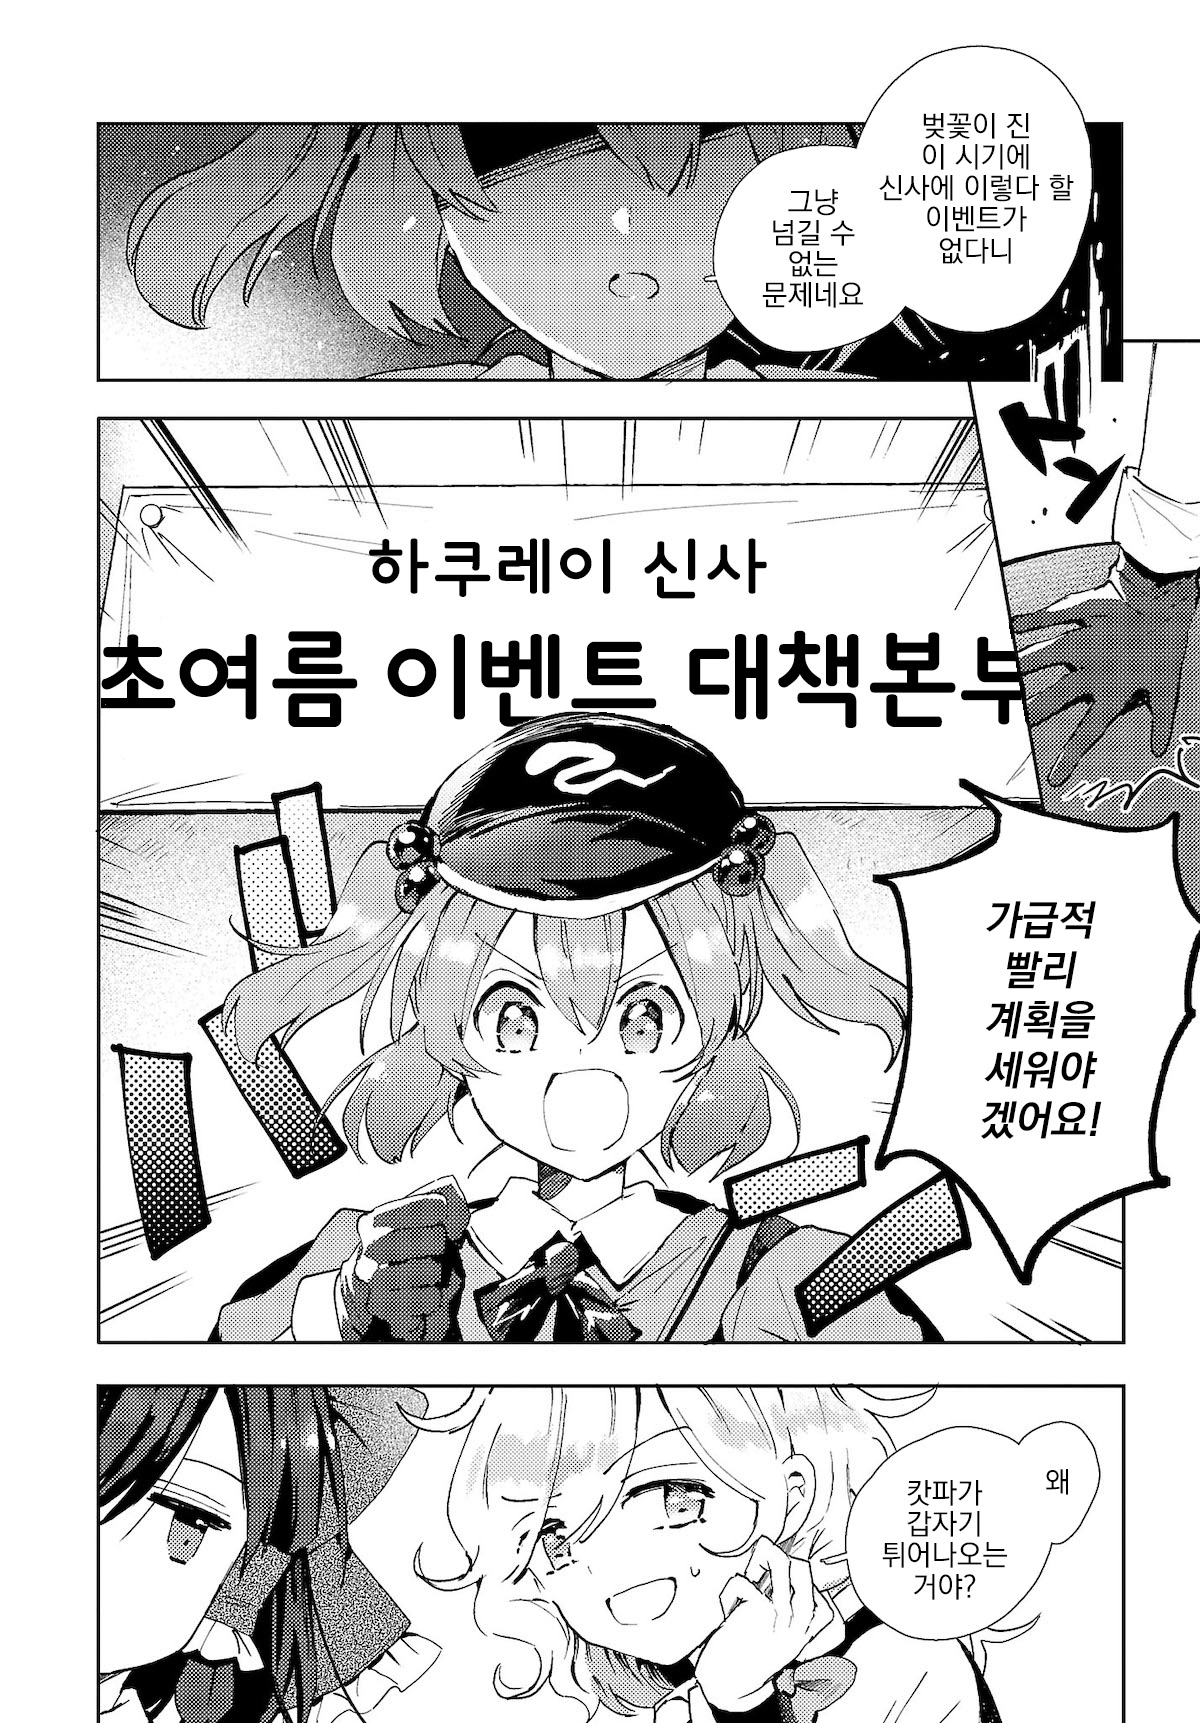 벚꽃이 진
이 시기에
신사에 이렇다 할
이벤트가
없다니
그냥
넘길 수
없는
문제네요
ドン
하쿠레이 신사
초여름 이벤트 대책본부
가급적
빨리
계획을
세워야
겠어요!
왜
캇파가
갑자기
튀어나오는
거야?